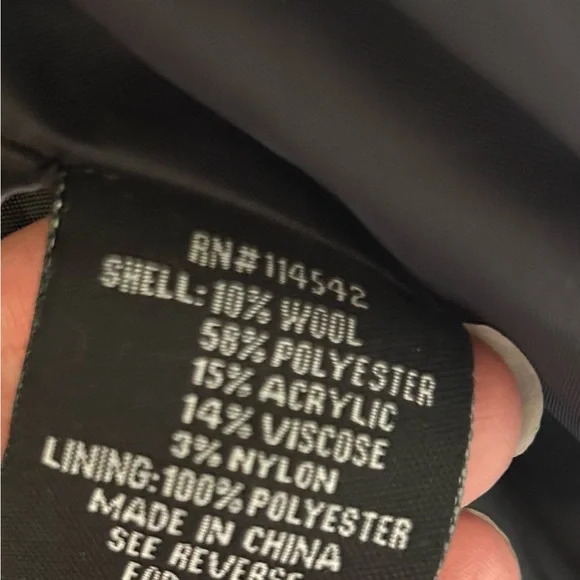 RN#114542
SHELL: 10% WOOL
58% POLYESTER
15% ACRYLIC
14% VISCOSE
3% NYLON
LINING: 100% POLYESTER
MADE IN CHINA
SEE REVERSE
FOR